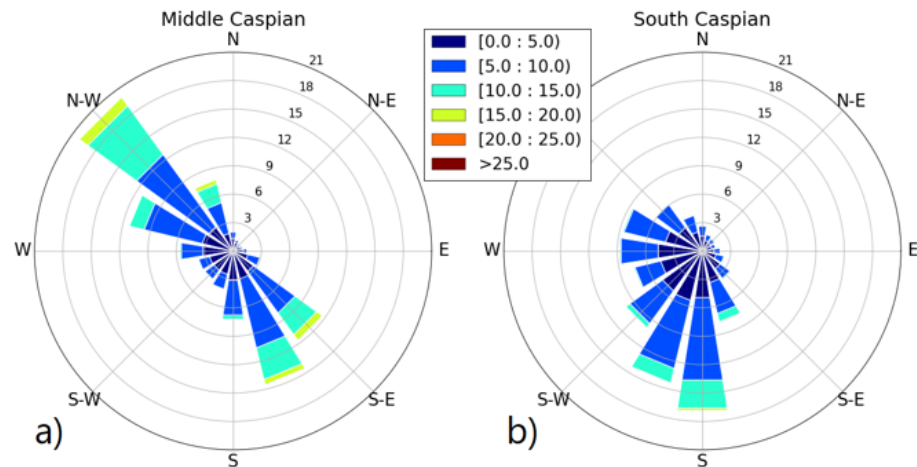 Middle Caspian
N
N-W
N-E
W
E
S-W
S-E
S
21
18
15
12
9
6
3
a)
[0.0 : 5.0)
[5.0 : 10.0)
[10.0 : 15.0)
[15.0 : 20.0)
[20.0 : 25.0)
>25.0
South Caspian
N
N-E
W
E
S-W
S-E
S
21
18
15
12
9
6
3
b)